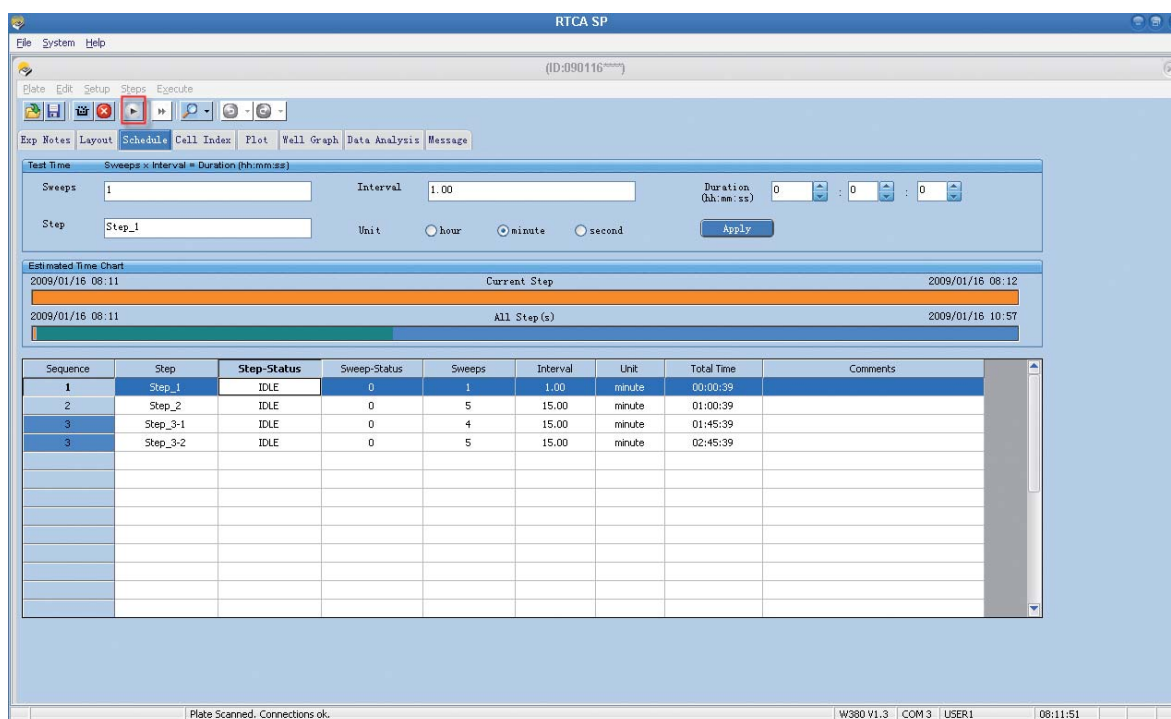 RTCA SP
File System Help
(ID:090116****)
Plate Edit Setup Steps Execute
Exp Notes Layout Schedule Cell Index Plot Well Graph Data Analysis Message
Test Time Sweeps x Interval = Duration (hh:mm:ss)
Sweeps 1 Interval 1.00 Duration (hh:mm:ss) 0 : 0 : 0
Step Step_1 Unit hour minute second Apply
Estimated Time Chart
2009/01/16 08:11 Current Step 2009/01/16 08:12
2009/01/16 08:11 All Step(s) 2009/01/16 10:57
Sequence Step Step-Status Sweep-Status Sweeps Interval Unit Total Time Comments
1 Step_1 IDLE 0 1 1.00 minute 00:00:39
2 Step_2 IDLE 0 5 15.00 minute 01:00:39
3 Step_3-1 IDLE 0 4 15.00 minute 01:45:39
3 Step_3-2 IDLE 0 5 15.00 minute 02:45:39
Plate Scanned. Connections ok. W380 V1.3 COM 3 USER1 08:11:51